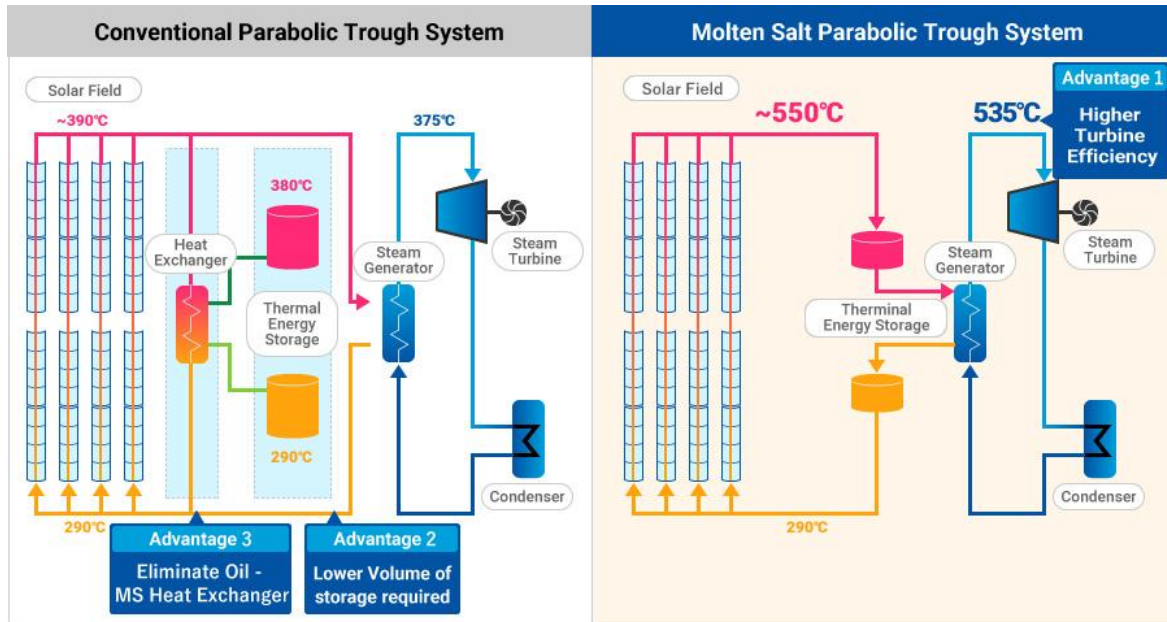 Conventional Parabolic Trough System
Solar Field
~390℃
375℃
380℃
Heat
Exchanger
Steam
Generator
Steam
Turbine
Thermal
Energy
Storage
290℃
Condenser
290℃
Advantage 3
Eliminate Oil -
MS Heat Exchanger
Advantage 2
Lower Volume of
storage required
Molten Salt Parabolic Trough System
Solar Field
~550℃
535℃
Advantage 1
Higher
Turbine
Efficiency
Steam
Generator
Steam
Turbine
Therminal
Energy Storage
Condenser
290℃